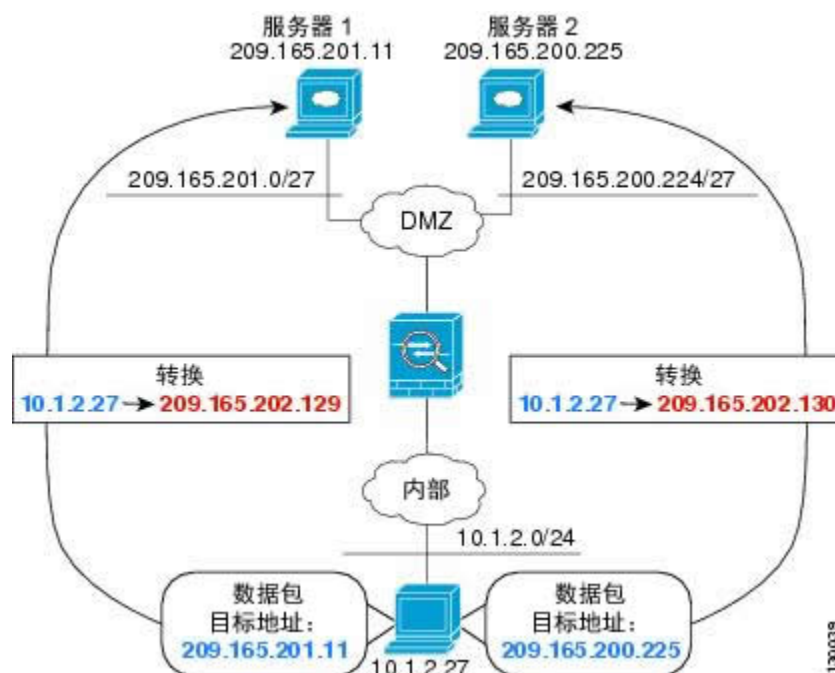 服务器 1
209.165.201.11
服务器 2
209.165.200.225
209.165.201.0/27
209.165.200.224/27
DMZ
转换
10.1.2.27 → 209.165.202.129
转换
10.1.2.27 → 209.165.202.130
内部
10.1.2.0/24
数据包
目标地址：
209.165.201.11
数据包
目标地址：
209.165.200.225
10.1.2.27
130039